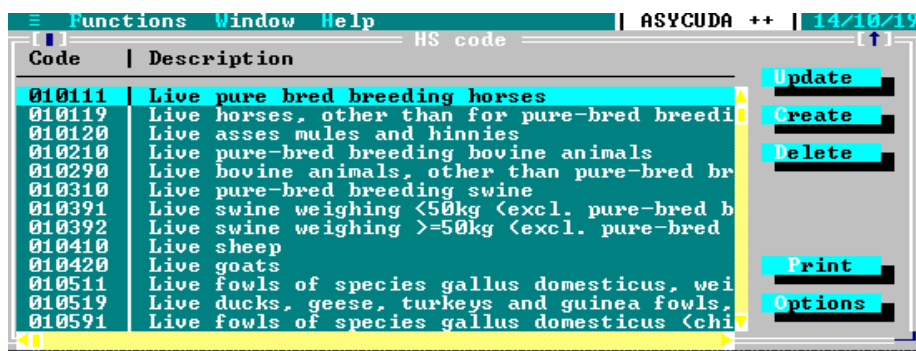 ≡ Functions Window Help | ASYCUDA ++ | 14/10/19
HS code
Code | Description
010111 | Live pure bred breeding horses
010119 | Live horses, other than for pure-bred breedi
010120 | Live asses mules and hinnies
010210 | Live pure-bred breeding bovine animals
010290 | Live bovine animals, other than pure-bred br
010310 | Live pure-bred breeding swine
010391 | Live swine weighing <50kg (excl. pure-bred b
010392 | Live swine weighing >=50kg (excl. pure-bred
010410 | Live sheep
010420 | Live goats
010511 | Live fowls of species gallus domesticus, wei
010519 | Live ducks, geese, turkeys and guinea fowls,
010591 | Live fowls of species gallus domesticus (chi
Update
Create
Delete
Print
Options